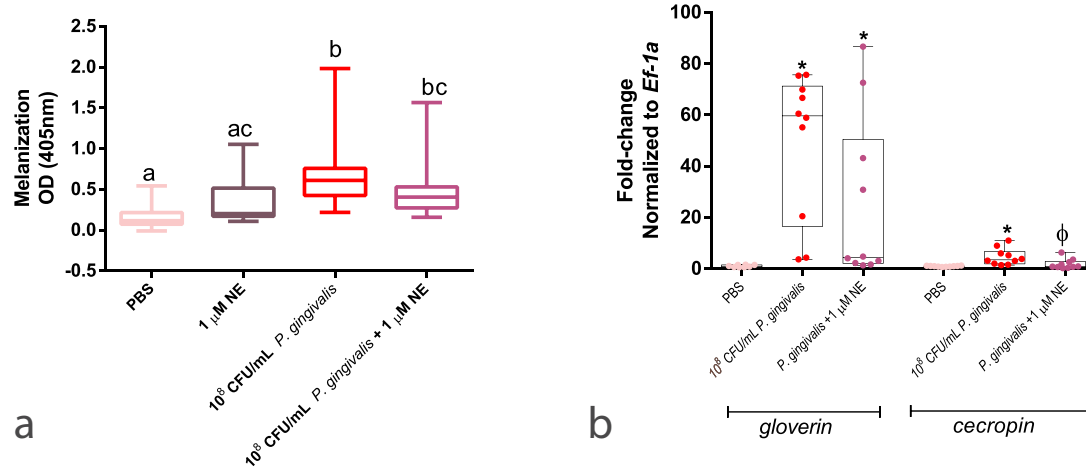 Melanization
OD (405nm)
2.5
2.0
1.5
1.0
0.5
0.0
-0.5
a
ac
b
bc
PBS
1 µM NE
10⁸ CFU/mL P. gingivalis
10⁸ CFU/mL P. gingivalis + 1 µM NE
a
Fold-change
Normalized to Ef-1a
100
80
60
40
20
0
*
*
*
ϕ
PBS
10⁸ CFU/mL P. gingivalis
P. gingivalis +1 µM NE
PBS
10⁸ CFU/mL P. gingivalis
P. gingivalis +1 µM NE
gloverin
cecropin
b